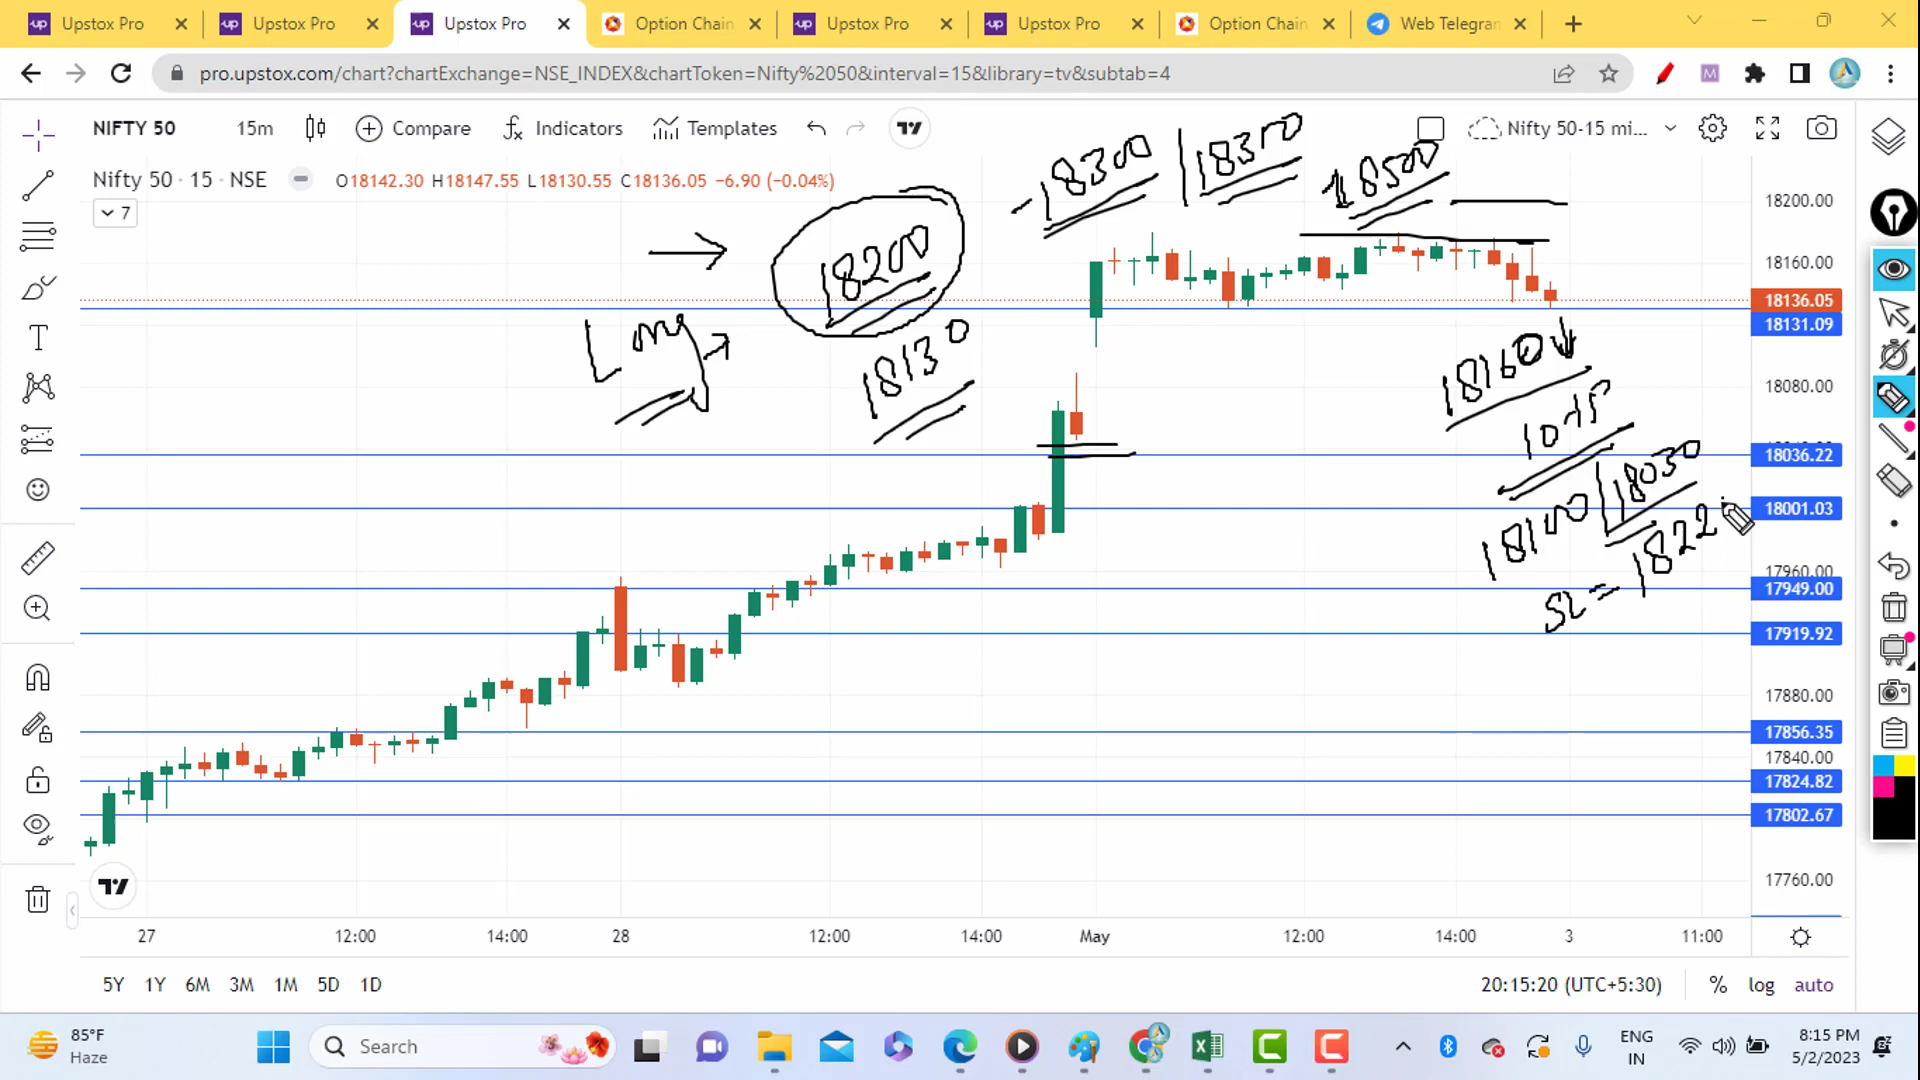 Upstox Pro Upstox Pro Upstox Pro Option Chain Upstox Pro Upstox Pro Option Chain Web Telegram
pro.upstox.com/chart?chartExchange=NSE_INDEX&chartToken=Nifty%2050&interval=15&library=tv&subtab=4
NIFTY 50 15m Compare Indicators Templates Nifty 50-15 mi...
Nifty 50 · 15 · NSE O18142.30 H18147.55 L18130.55 C18136.05 −6.90 (−0.04%)
7
18300 18350 18500
18200
Long
18130
18160
1015
18100 18030
SL = 1822
18200.00
18160.00
18136.05
18131.09
18080.00
18036.22
18001.03
17960.00
17949.00
17919.92
17880.00
17856.35
17840.00
17824.82
17802.67
17760.00
27 12:00 14:00 28 12:00 14:00 May 12:00 14:00 3 11:00
5Y 1Y 6M 3M 1M 5D 1D 20:15:20 (UTC+5:30) % log auto
85°F
Haze
Search
ENG
IN
8:15 PM
5/2/2023